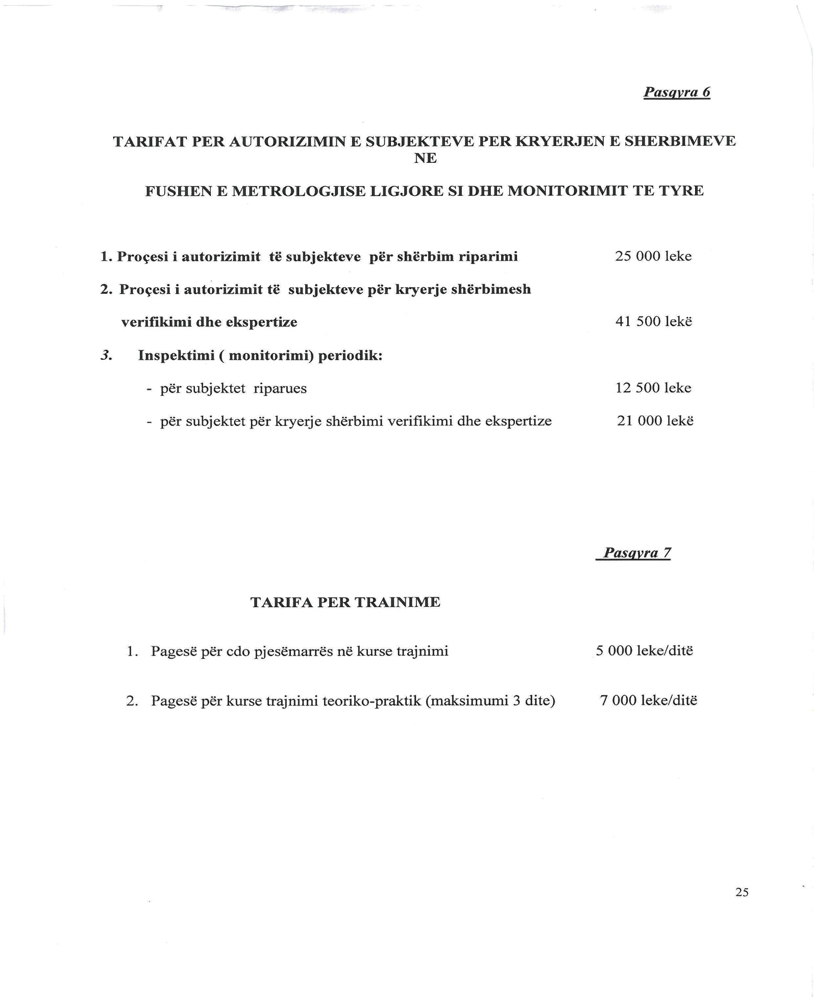 Pasqyra 6
TARIFAT PER AUTORIZIMIN E SUBJEKTEVE PER KRYERJEN E SHERBIMEVE
NE
FUSHEN E METROLOGJISE LIGJORE SI DHE MONITORIMIT TE TYRE
1. Proçesi i autorizimit të subjekteve për shërbim riparimi 25 000 leke
2. Proçesi i autorizimit të subjekteve për kryerje shërbimesh
verifikimi dhe ekspertize 41 500 lekë
3. Inspektimi ( monitorimi) periodik:
- për subjektet riparues 12 500 leke
- për subjektet për kryerje shërbimi verifikimi dhe ekspertize 21 000 lekë
Pasqyra 7
TARIFA PER TRAINIME
1. Pagesë për cdo pjesëmarrës në kurse trajnimi 5 000 leke/ditë
2. Pagesë për kurse trajnimi teoriko-praktik (maksimumi 3 dite) 7 000 leke/ditë
25